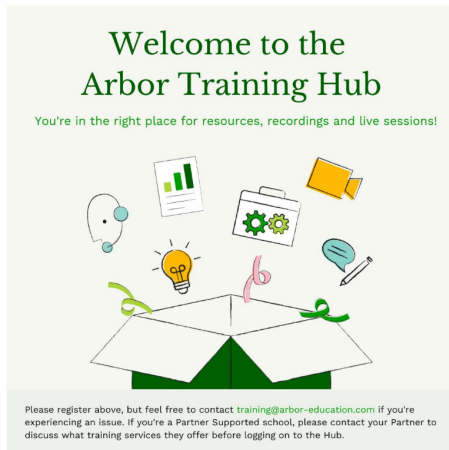 Welcome to the
Arbor Training Hub
You're in the right place for resources, recordings and live sessions!
Please register above, but feel free to contact training@arbor-education.com if you're
experiencing an issue. If you're a Partner Supported school, please contact your Partner to
discuss what training services they offer before logging on to the Hub.